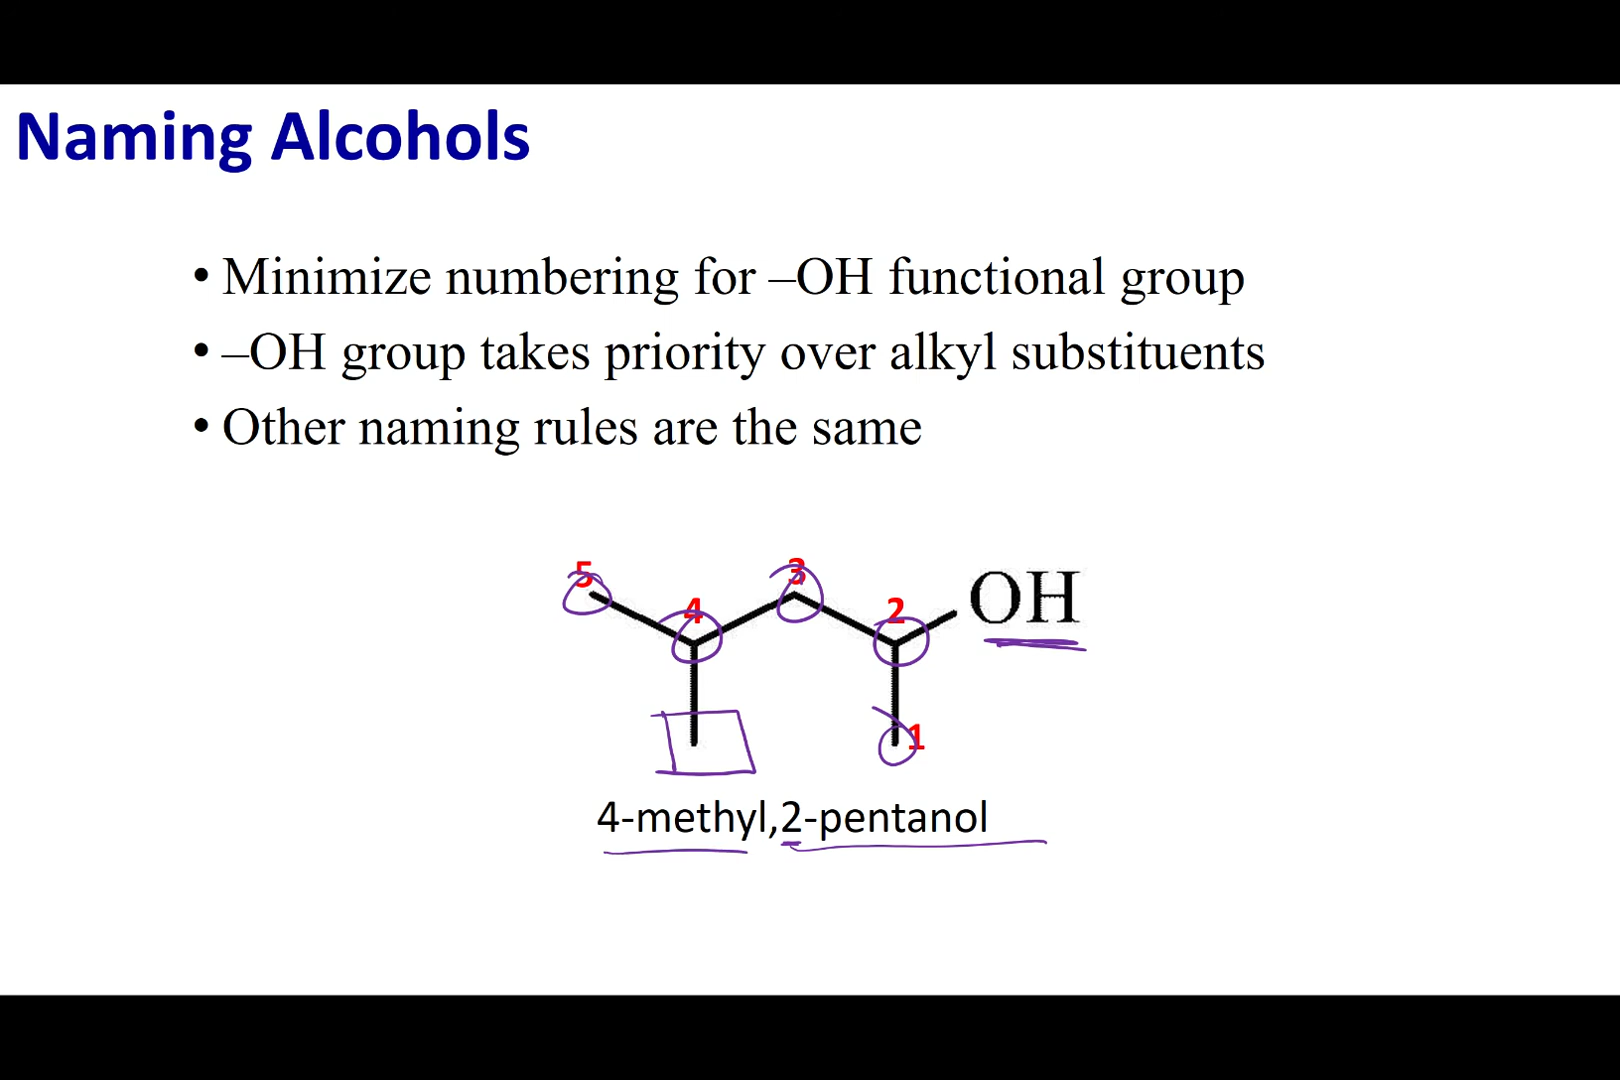 Naming Alcohols
• Minimize numbering for –OH functional group
• –OH group takes priority over alkyl substituents
• Other naming rules are the same
5 4 3 2 OH
1
4-methyl,2-pentanol